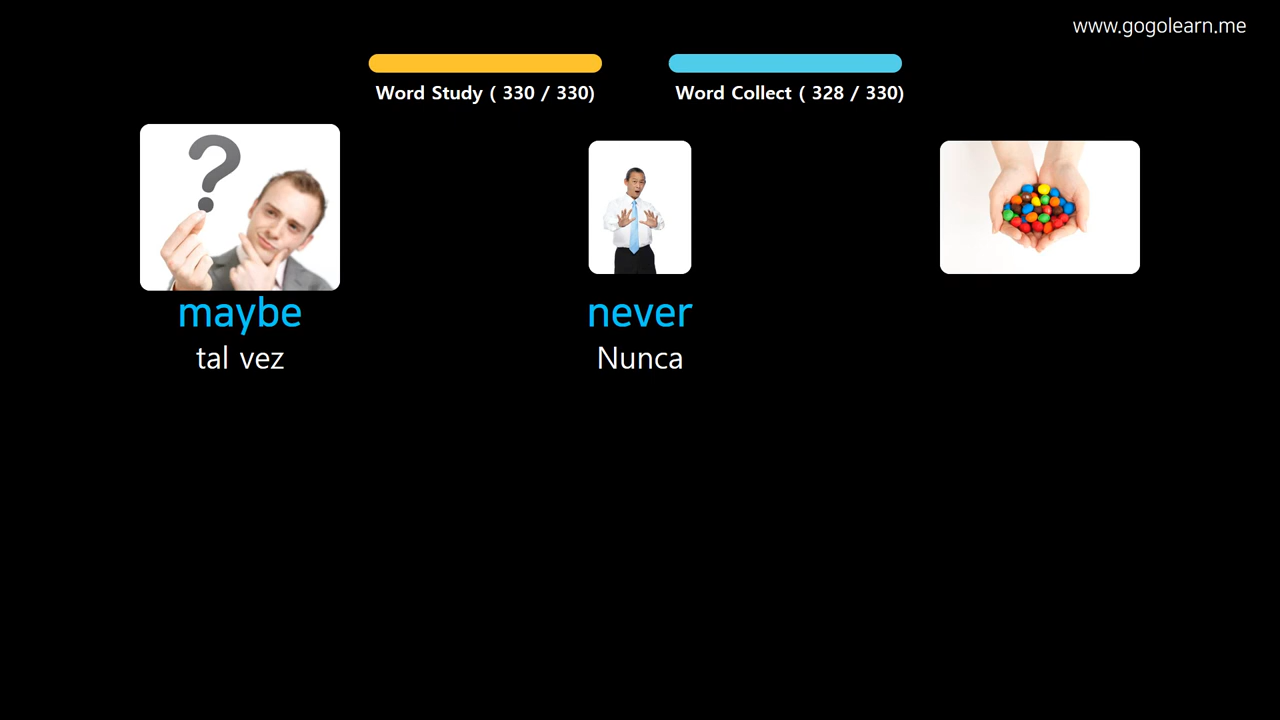 www.gogolearn.me
Word Study ( 330 / 330)
Word Collect ( 328 / 330)
maybe
tal vez
never
Nunca